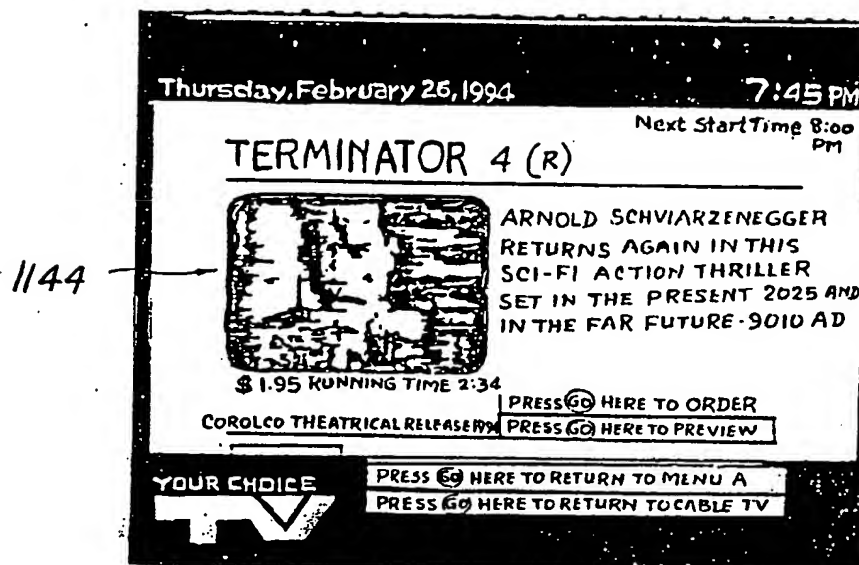 Thursday, February 26, 1994 7:45 PM
Next Start Time 8:00
PM
TERMINATOR 4 (R)
ARNOLD SCHVIARZENEGGER
RETURNS AGAIN IN THIS
SCI-FI ACTION THRILLER
SET IN THE PRESENT 2025 AND
IN THE FAR FUTURE-9010 AD
1144
$1.95 RUNNING TIME 2:34
PRESS GO HERE TO ORDER
COROLCO THEATRICAL RELEASE
PRESS GO HERE TO PREVIEW
YOUR CHOICE
TV
PRESS GO HERE TO RETURN TO MENU A
PRESS GO HERE TO RETURN TO CABLE TV